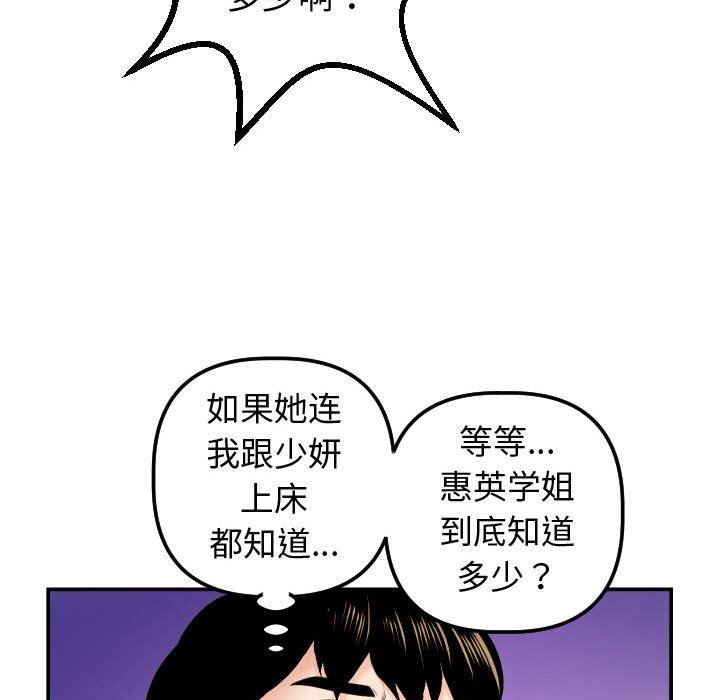 多少啊？
等等...
惠英学姐
到底知道
多少？
如果她连
我跟少妍
上床
都知道...